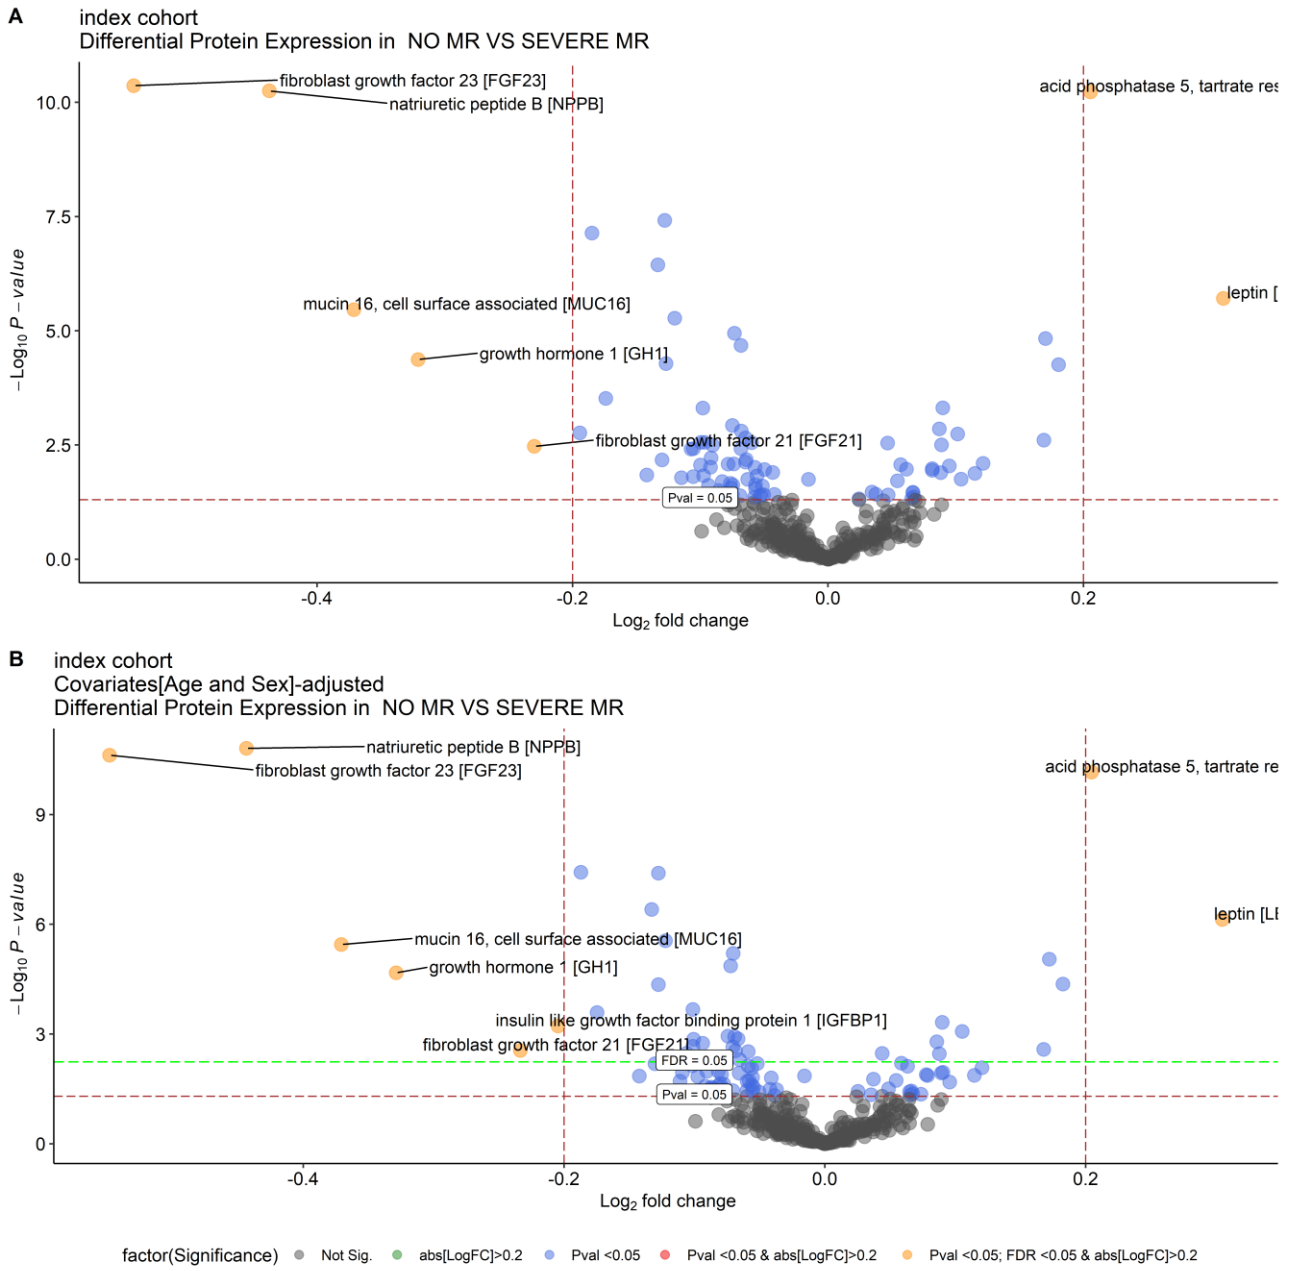 A
index cohort
Differential Protein Expression in NO MR VS SEVERE MR
fibroblast growth factor 23 [FGF23]
natriuretic peptide B [NPPB]
acid phosphatase 5, tartrate res
mucin 16, cell surface associated [MUC16]
leptin [
growth hormone 1 [GH1]
fibroblast growth factor 21 [FGF21]
Pval = 0.05
10.0
7.5
5.0
2.5
0.0
−Log10 P − value
-0.4 -0.2 0.0 0.2
Log2 fold change
B
index cohort
Covariates[Age and Sex]-adjusted
Differential Protein Expression in NO MR VS SEVERE MR
natriuretic peptide B [NPPB]
fibroblast growth factor 23 [FGF23]
acid phosphatase 5, tartrate re
leptin [LE
mucin 16, cell surface associated [MUC16]
growth hormone 1 [GH1]
insulin like growth factor binding protein 1 [IGFBP1]
fibroblast growth factor 21 [FGF21]
FDR = 0.05
Pval = 0.05
9
6
3
0
−Log10 P − value
-0.4 -0.2 0.0 0.2
Log2 fold change
factor(Significance) Not Sig. abs[LogFC]>0.2 Pval <0.05 Pval <0.05 & abs[LogFC]>0.2 Pval <0.05; FDR <0.05 & abs[LogFC]>0.2